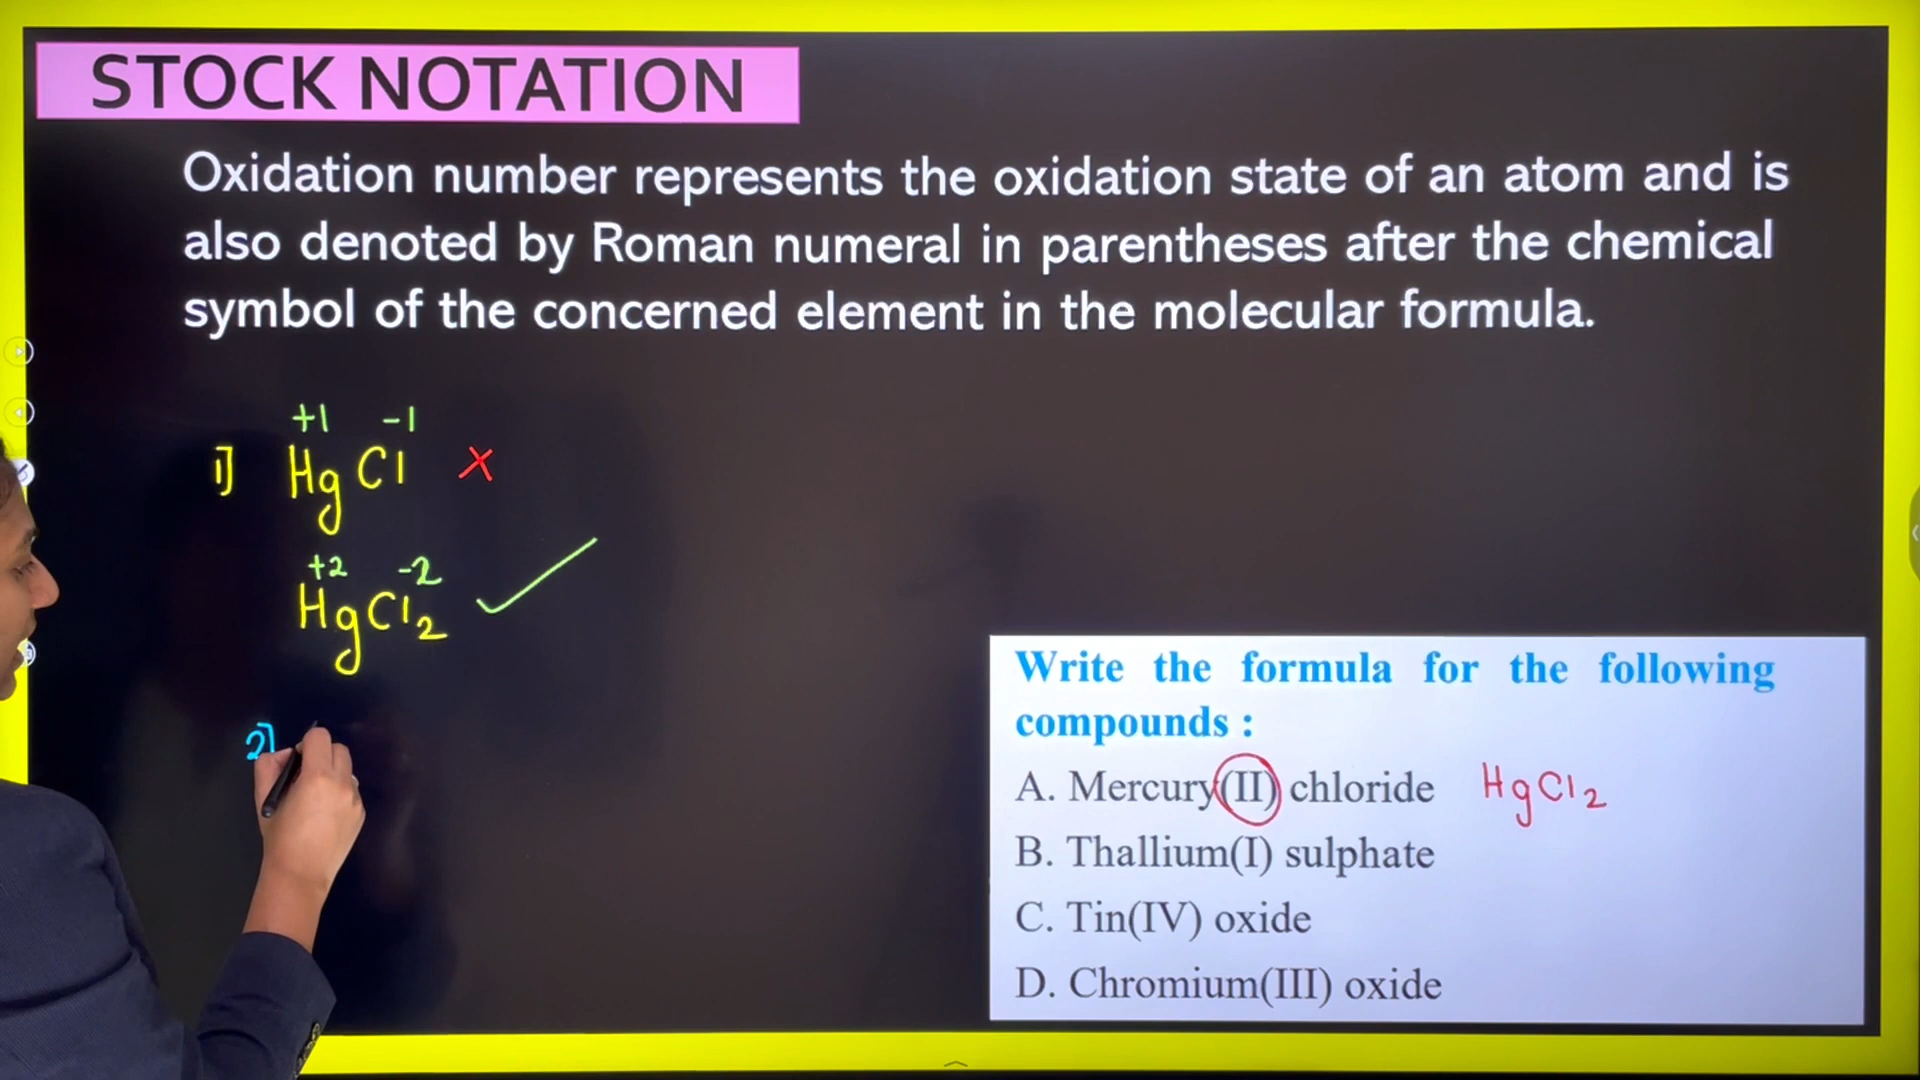 STOCK NOTATION
Oxidation number represents the oxidation state of an atom and is
also denoted by Roman numeral in parentheses after the chemical
symbol of the concerned element in the molecular formula.
+1 -1
1] HgCl ×
+2 -2
HgCl₂ ✓
2]
Write the formula for the following
compounds :
A. Mercury(II) chloride HgCl₂
B. Thallium(I) sulphate
C. Tin(IV) oxide
D. Chromium(III) oxide